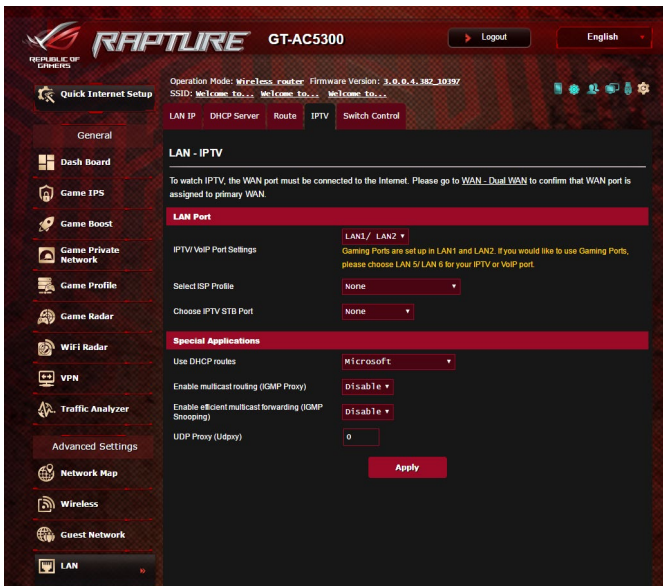 REPUBLIC OF
GAMERS
RAPTURE
GT-AC5300
Logout
English
Quick Internet Setup
General
Dash Board
Game IPS
Game Boost
Game Private
Network
Game Profile
Game Radar
WiFi Radar
VPN
Traffic Analyzer
Advanced Settings
Network Map
Wireless
Guest Network
LAN
Operation Mode: Wireless router Firmware Version: 3.0.0.4.382_10397
SSID: Welcome to... Welcome to... Welcome to...
LAN IP DHCP Server Route IPTV Switch Control
LAN - IPTV
To watch IPTV, the WAN port must be connected to the Internet. Please go to WAN - Dual WAN to confirm that WAN port is
assigned to primary WAN.
LAN Port
IPTV/ VoIP Port Settings
LAN1/ LAN2
Gaming Ports are set up in LAN1 and LAN2. If you would like to use Gaming Ports,
please choose LAN 5/ LAN 6 for your IPTV or VoIP port.
Select ISP Profile None
Choose IPTV STB Port None
Special Applications
Use DHCP routes Microsoft
Enable multicast routing (IGMP Proxy) Disable
Enable efficient multicast forwarding (IGMP
Snooping)
Disable
UDP Proxy (Udpxy) 0
Apply